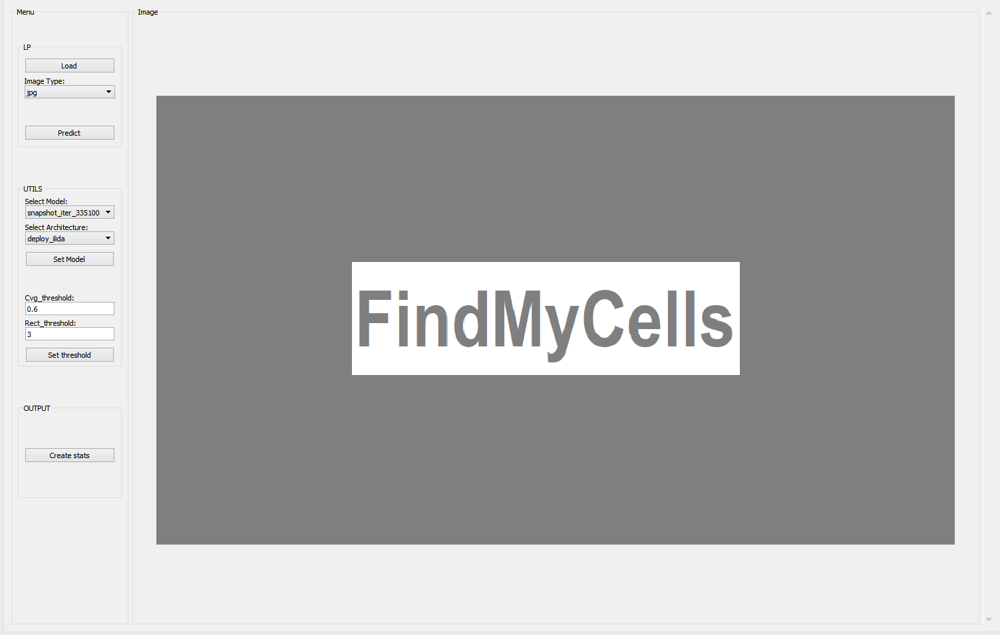 Menu
LP
Load
Image Type:
jpg
Predict
UTILS
Select Model:
snapshot_iter_335100
Select Architecture:
deploy_ilida
Set Model
Cvg_threshold:
0.6
Rect_threshold:
3
Set threshold
OUTPUT
Create stats
Image
FindMyCells